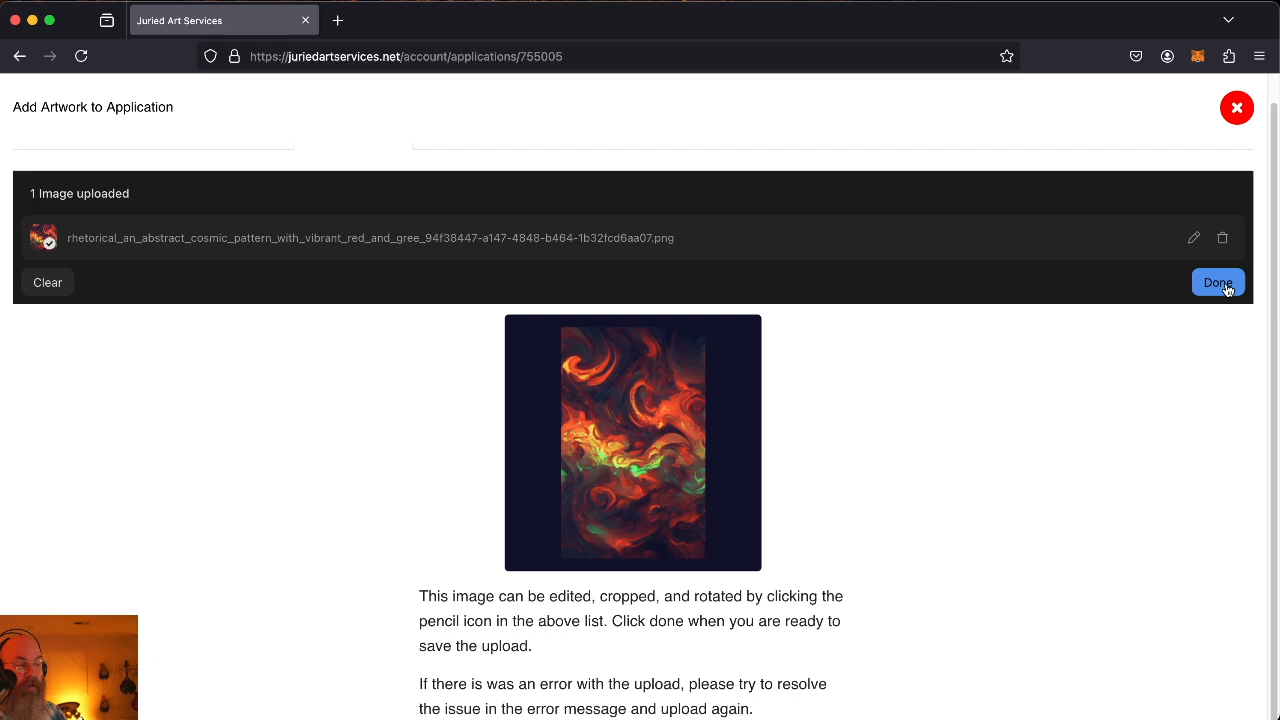 Juried Art Services
https://juriedartservices.net/account/applications/755005
Add Artwork to Application
1 Image uploaded
rhetorical_an_abstract_cosmic_pattern_with_vibrant_red_and_gree_94f38447-a147-4848-b464-1b32fcd6aa07.png
Clear
Done
This image can be edited, cropped, and rotated by clicking the
pencil icon in the above list. Click done when you are ready to
save the upload.
If there is was an error with the upload, please try to resolve
the issue in the error message and upload again.